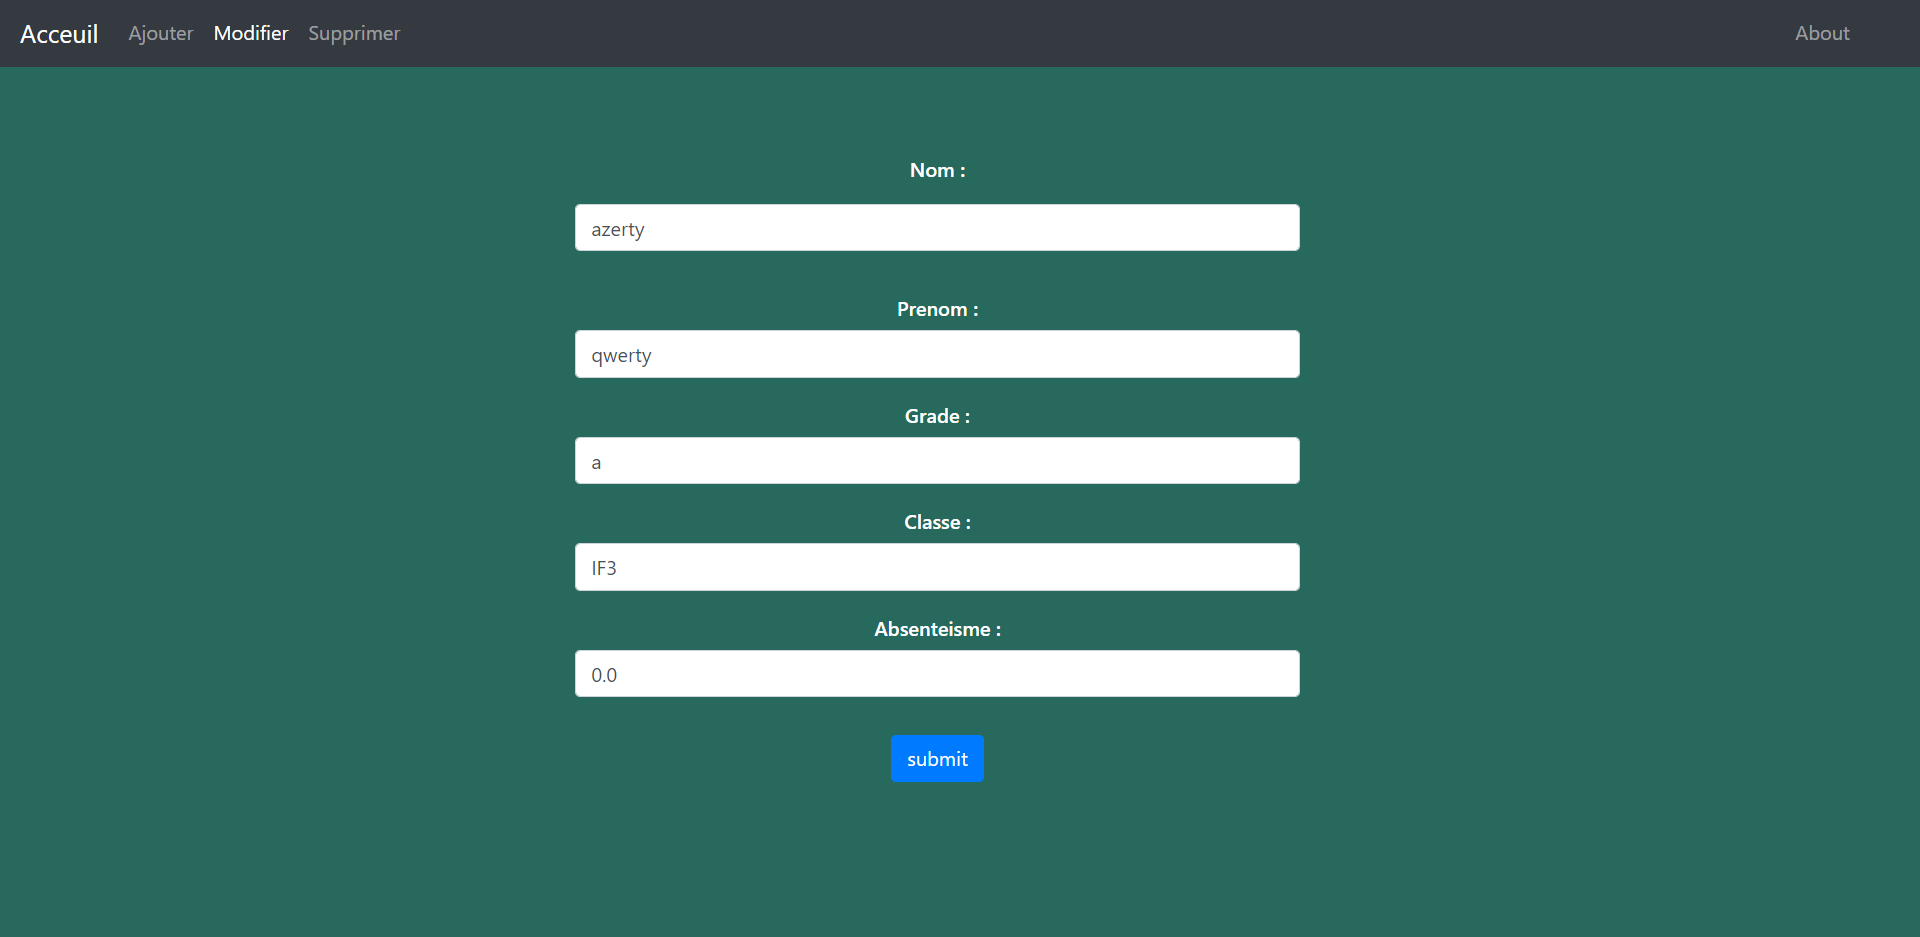 Acceuil Ajouter Modifier Supprimer About
Nom :
azerty
Prenom :
qwerty
Grade :
a
Classe :
IF3
Absenteisme :
0.0
submit